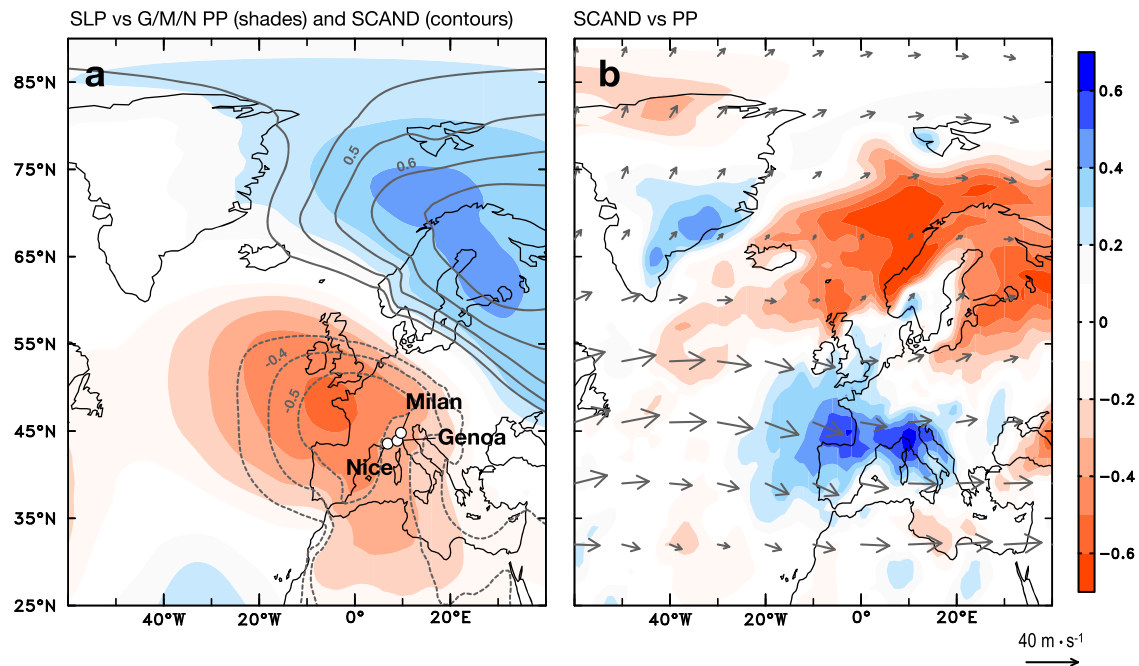 SLP vs G/M/N PP (shades) and SCAND (contours)
SCAND vs PP
a
b
85°N
75°N
65°N
55°N
45°N
35°N
25°N
0.5
0.6
-0.4
-0.5
Milan
Genoa
Nice
40°W
20°W
0°
20°E
40°W
20°W
0°
20°E
0.6
0.4
0.2
0
−0.2
−0.4
−0.6
40 m · s⁻¹